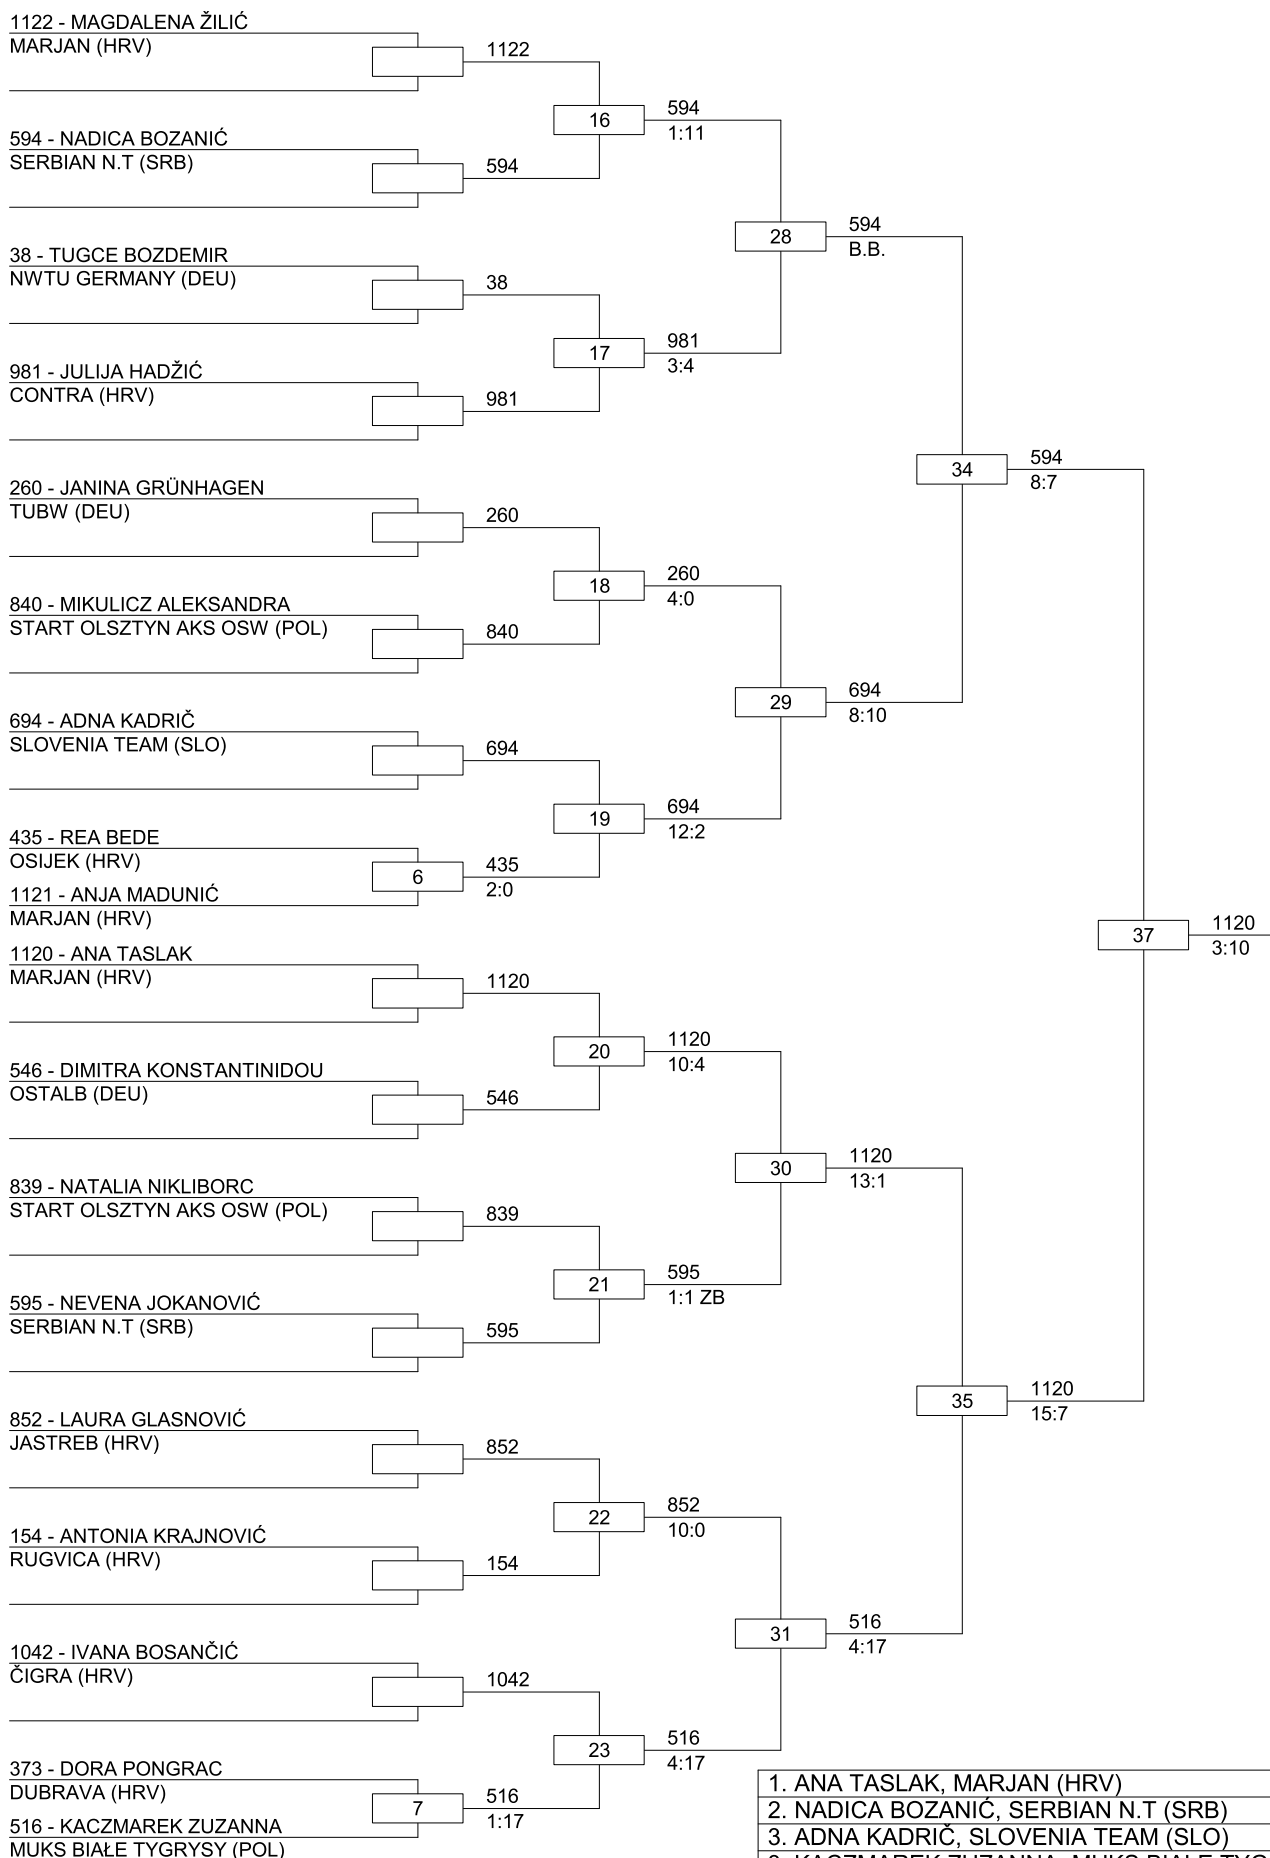 1122 - MAGDALENA ŽILIĆ
MARJAN (HRV)
1122
16
594
1:11
594 - NADICA BOZANIĆ
SERBIAN N.T (SRB)
594
28
594
B.B.
38 - TUGCE BOZDEMIR
NWTU GERMANY (DEU)
38
17
981
3:4
981 - JULIJA HADŽIĆ
CONTRA (HRV)
981
34
594
8:7
260 - JANINA GRÜNHAGEN
TUBW (DEU)
260
18
260
4:0
840 - MIKULICZ ALEKSANDRA
START OLSZTYN AKS OSW (POL)
840
29
694
8:10
694 - ADNA KADRIČ
SLOVENIA TEAM (SLO)
694
19
694
12:2
435 - REA BEDE
OSIJEK (HRV)
6
435
2:0
1121 - ANJA MADUNIĆ
MARJAN (HRV)
37
1120
3:10
1120 - ANA TASLAK
MARJAN (HRV)
1120
20
1120
10:4
546 - DIMITRA KONSTANTINIDOU
OSTALB (DEU)
546
30
1120
13:1
839 - NATALIA NIKLIBORC
START OLSZTYN AKS OSW (POL)
839
21
595
1:1 ZB
595 - NEVENA JOKANOVIĆ
SERBIAN N.T (SRB)
595
35
1120
15:7
852 - LAURA GLASNOVIĆ
JASTREB (HRV)
852
22
852
10:0
154 - ANTONIA KRAJNOVIĆ
RUGVICA (HRV)
154
31
516
4:17
1042 - IVANA BOSANČIĆ
ČIGRA (HRV)
1042
23
516
4:17
373 - DORA PONGRAC
DUBRAVA (HRV)
7
516
1:17
516 - KACZMAREK ZUZANNA
MUKS BIAŁE TYGRYSY (POL)
1. ANA TASLAK, MARJAN (HRV)
2. NADICA BOZANIĆ, SERBIAN N.T (SRB)
3. ADNA KADRIČ, SLOVENIA TEAM (SLO)
KACZMAREK ZUZANNA, MUKS BIAŁE